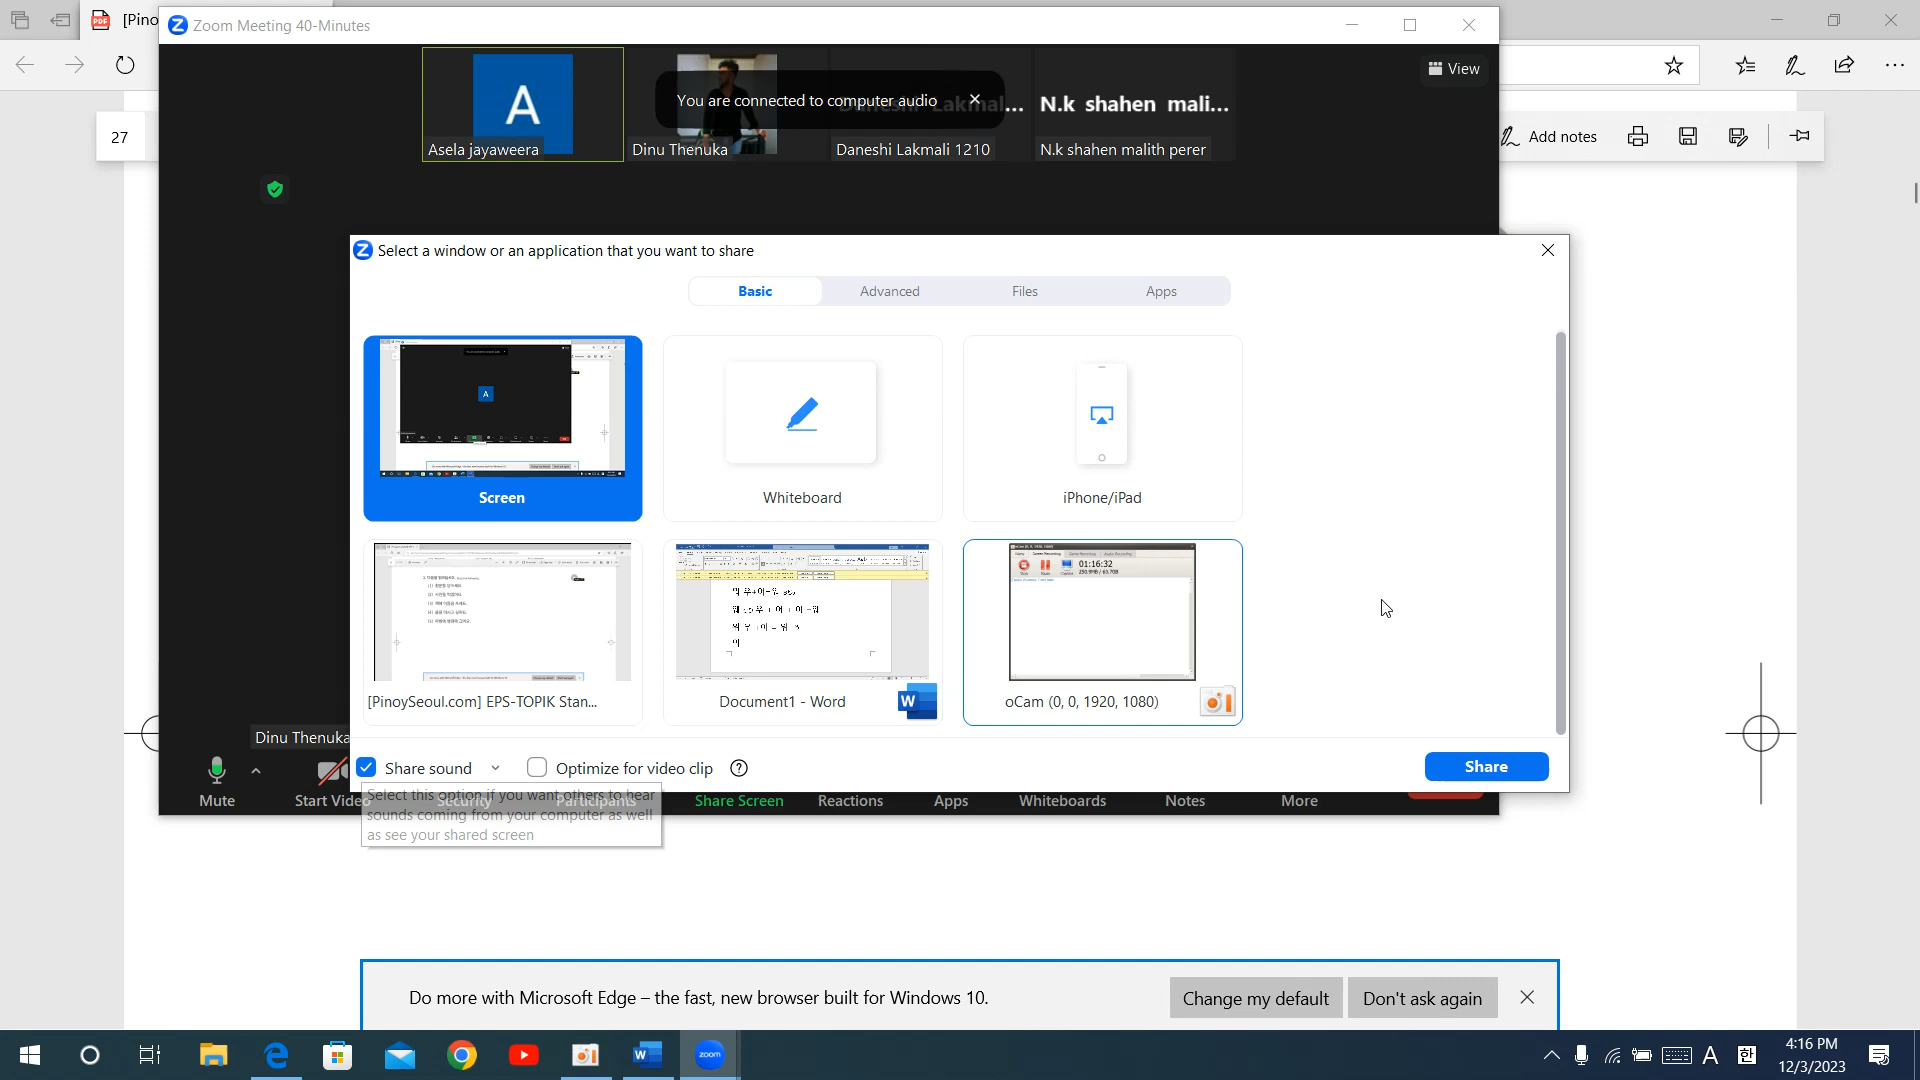 [Pino
Zoom Meeting 40-Minutes
View
You are connected to computer audio
A
N.k shahen mali...
Asela jayaweera
Dinu Thenuka
Daneshi Lakmali 1210
N.k shahen malith perer
27
Add notes
Select a window or an application that you want to share
Basic
Advanced
Files
Apps
Screen
Whiteboard
iPhone/iPad
01:16:32
[PinoySeoul.com] EPS-TOPIK Stan...
Document1 - Word
oCam (0, 0, 1920, 1080)
Dinu Thenuka
Share sound
Optimize for video clip
Share
Mute
Start Video
Security
Participants
Share Screen
Reactions
Apps
Whiteboards
Notes
More
Select this option if you want others to hear
sounds coming from your computer as well
as see your shared screen
Do more with Microsoft Edge – the fast, new browser built for Windows 10.
Change my default
Don't ask again
zoom
A
한
4:16 PM
12/3/2023